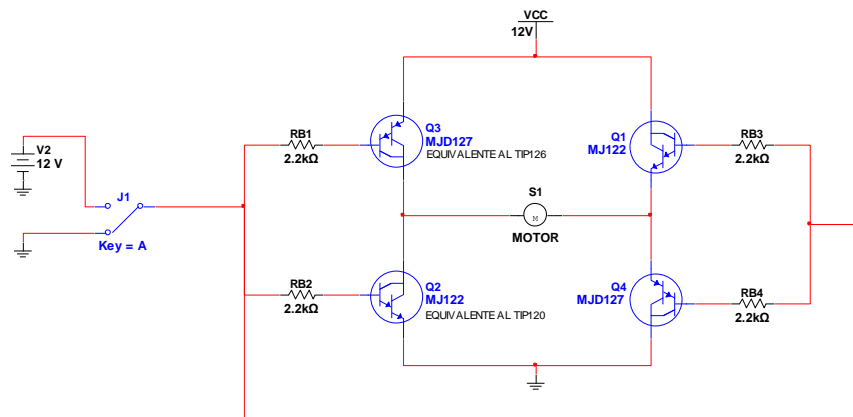 VCC
12V
V2
12 V
J1
Key = A
RB1
2.2kΩ
Q3
MJD127
EQUIVALENTE AL TIP126
Q1
MJ122
RB3
2.2kΩ
S1
M
MOTOR
RB2
2.2kΩ
Q2
MJ122
EQUIVALENTE AL TIP120
Q4
MJD127
RB4
2.2kΩ